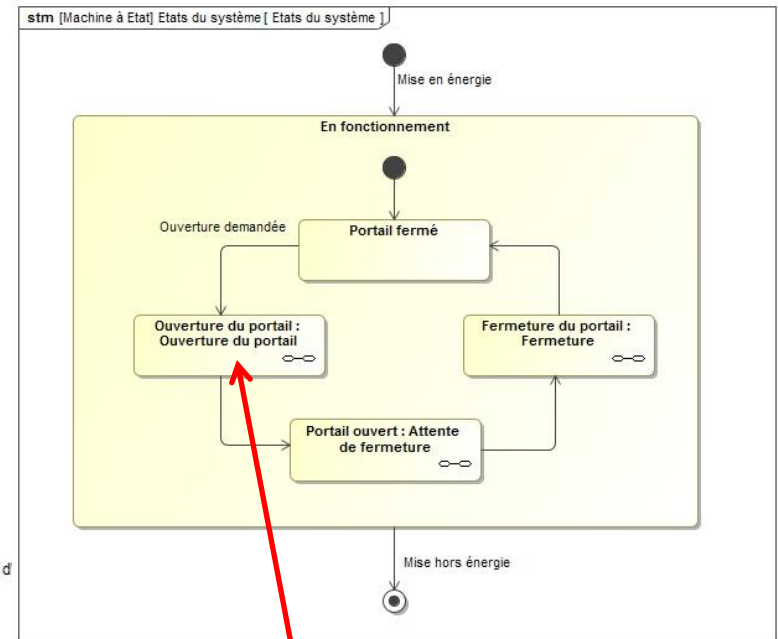 stm [Machine à Etat] Etats du système [ Etats du système ]
Mise en énergie
En fonctionnement
Ouverture demandée
Portail fermé
Ouverture du portail :
Ouverture du portail
Fermeture du portail :
Fermeture
Portail ouvert : Attente
de fermeture
Mise hors énergie
d'